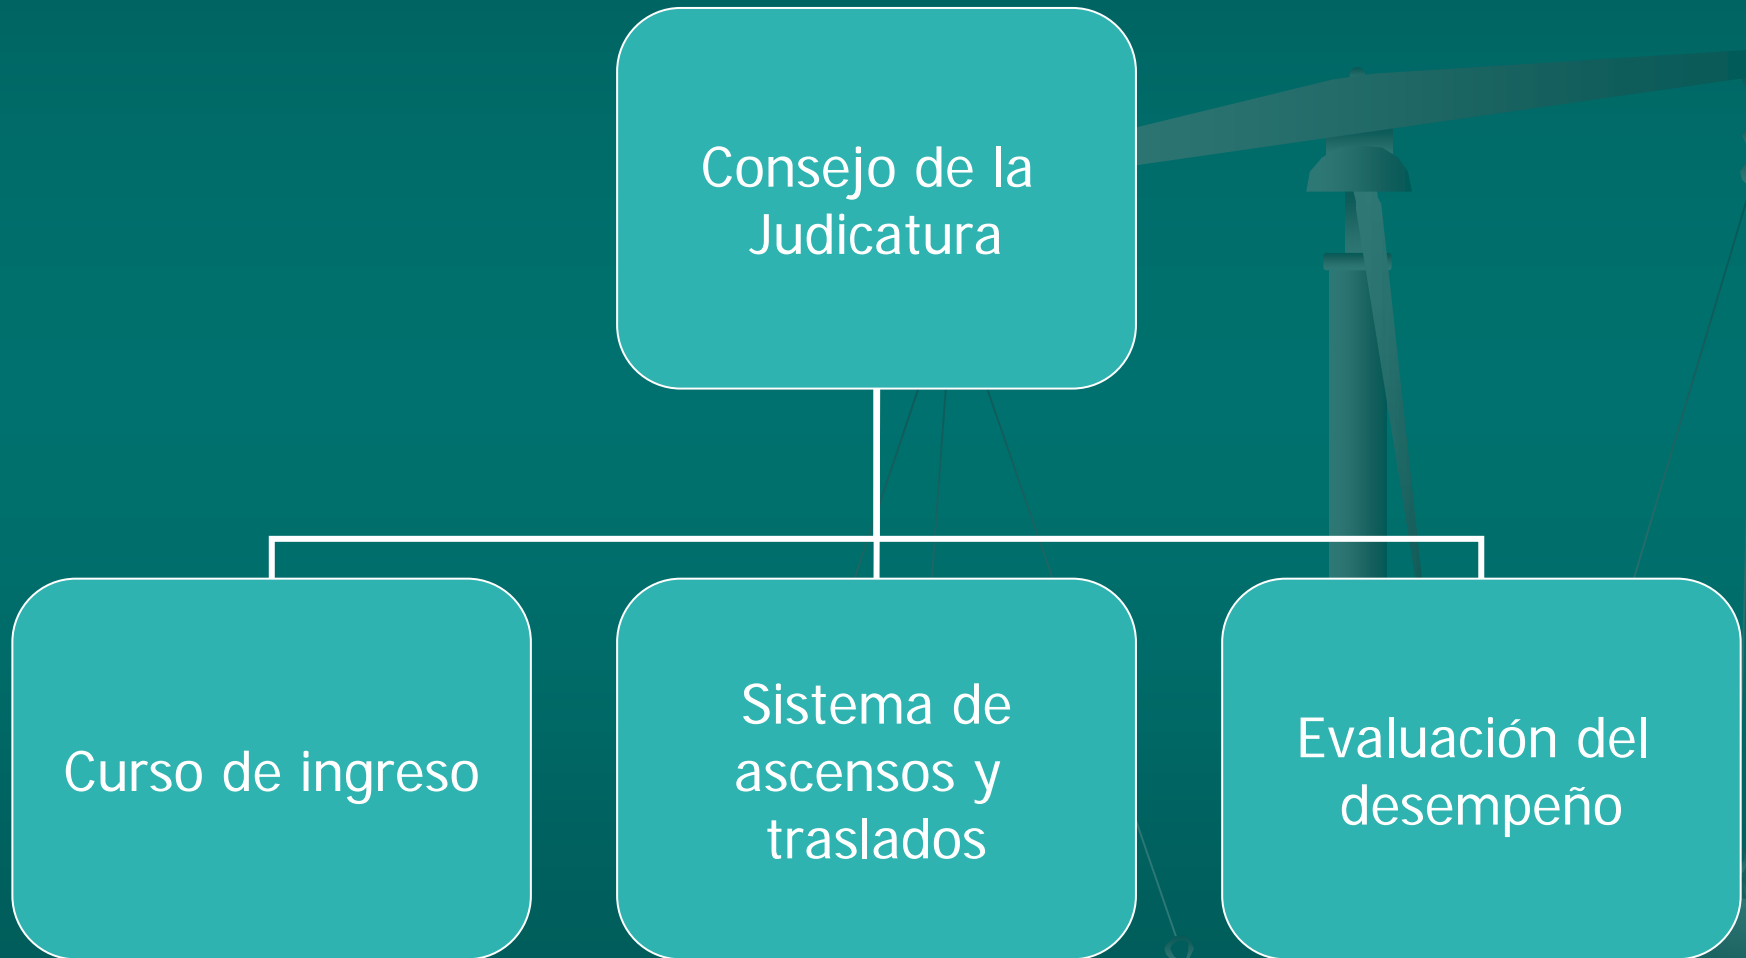 Consejo de la
Judicatura
Curso de ingreso
Sistema de
ascensos y
traslados
Evaluación del
desempeño